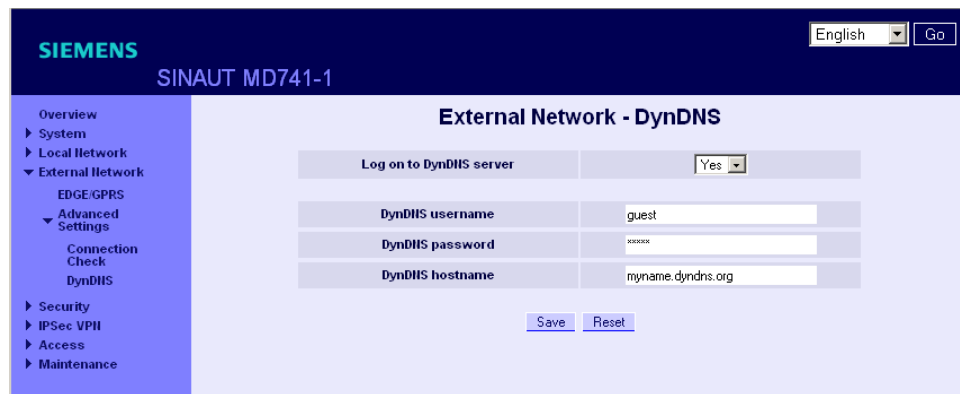 English
Go
SIEMENS
SINAUT MD741-1
Overview
System
Local Network
External Network
EDGE/GPRS
Advanced
Settings
Connection
Check
DynDNS
Security
IPSec VPN
Access
Maintenance
External Network - DynDNS
Log on to DynDNS server
Yes
DynDNS username
guest
DynDNS password
xxxxx
DynDNS hostname
myname.dyndns.org
Save
Reset